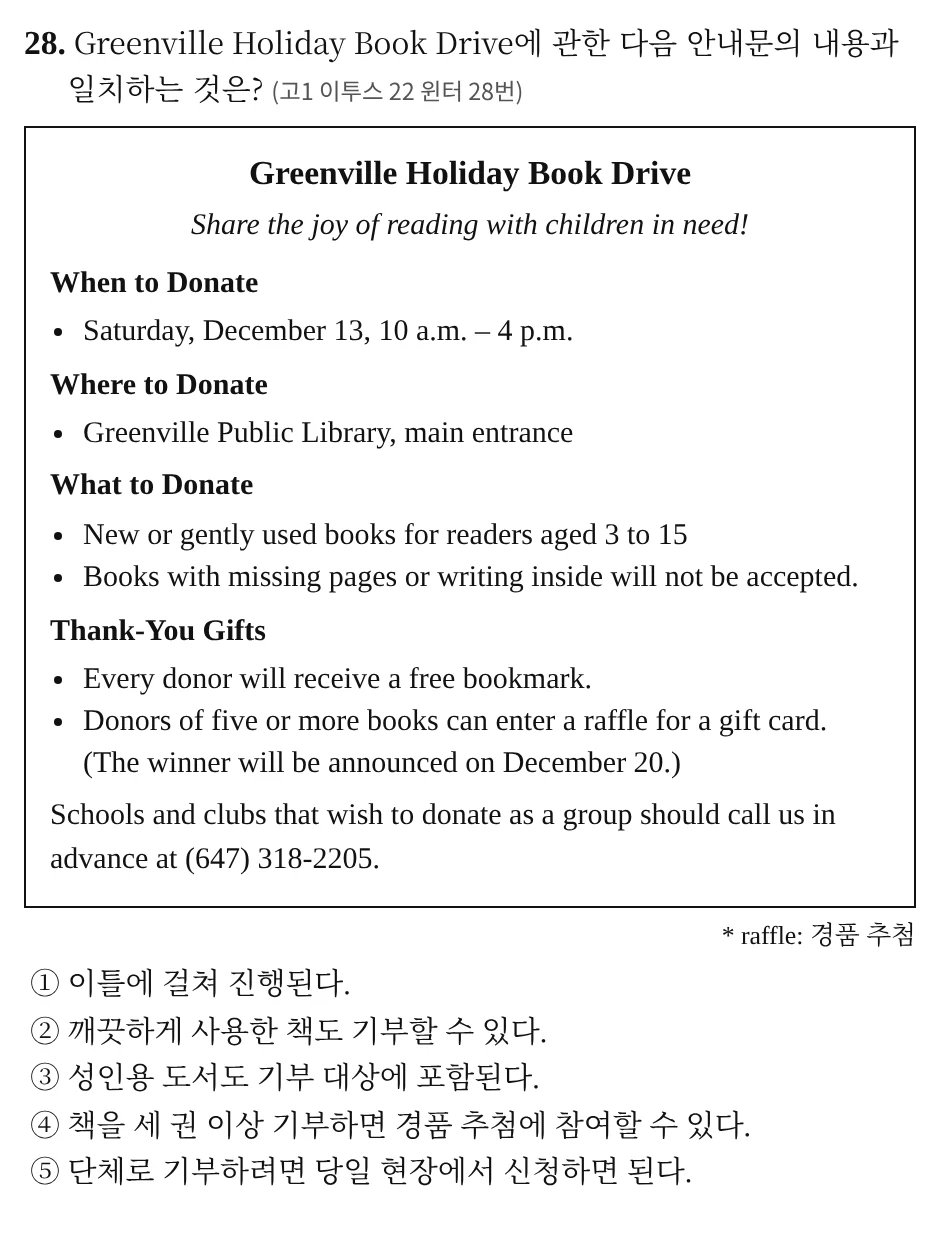 28. Greenville Holiday Book Drive에 관한 다음 안내문의 내용과
일치하는 것은? (고1 이투스 22 윈터 28번)
Greenville Holiday Book Drive
Share the joy of reading with children in need!
When to Donate
• Saturday, December 13, 10 a.m. – 4 p.m.
Where to Donate
• Greenville Public Library, main entrance
What to Donate
• New or gently used books for readers aged 3 to 15
• Books with missing pages or writing inside will not be accepted.
Thank-You Gifts
• Every donor will receive a free bookmark.
• Donors of five or more books can enter a raffle for a gift card.
(The winner will be announced on December 20.)
Schools and clubs that wish to donate as a group should call us in
advance at (647) 318-2205.
* raffle: 경품 추첨
① 이틀에 걸쳐 진행된다.
② 깨끗하게 사용한 책도 기부할 수 있다.
③ 성인용 도서도 기부 대상에 포함된다.
④ 책을 세 권 이상 기부하면 경품 추첨에 참여할 수 있다.
⑤ 단체로 기부하려면 당일 현장에서 신청하면 된다.